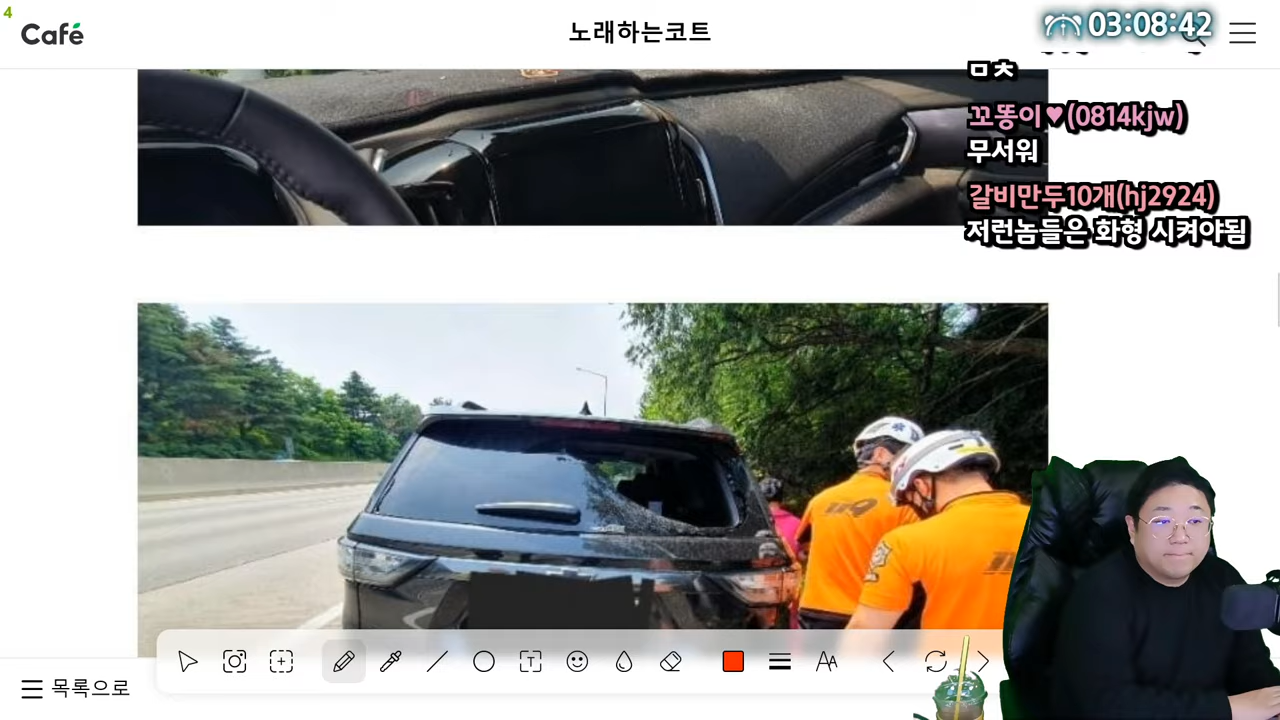 4
Café
노래하는코트
03:08:42
ㅁㅊ
꼬똥이♥(0814kjw)
무서워
갈비만두10개(hj2924)
저런놈들은 화형 시켜야됨
119
목록으로